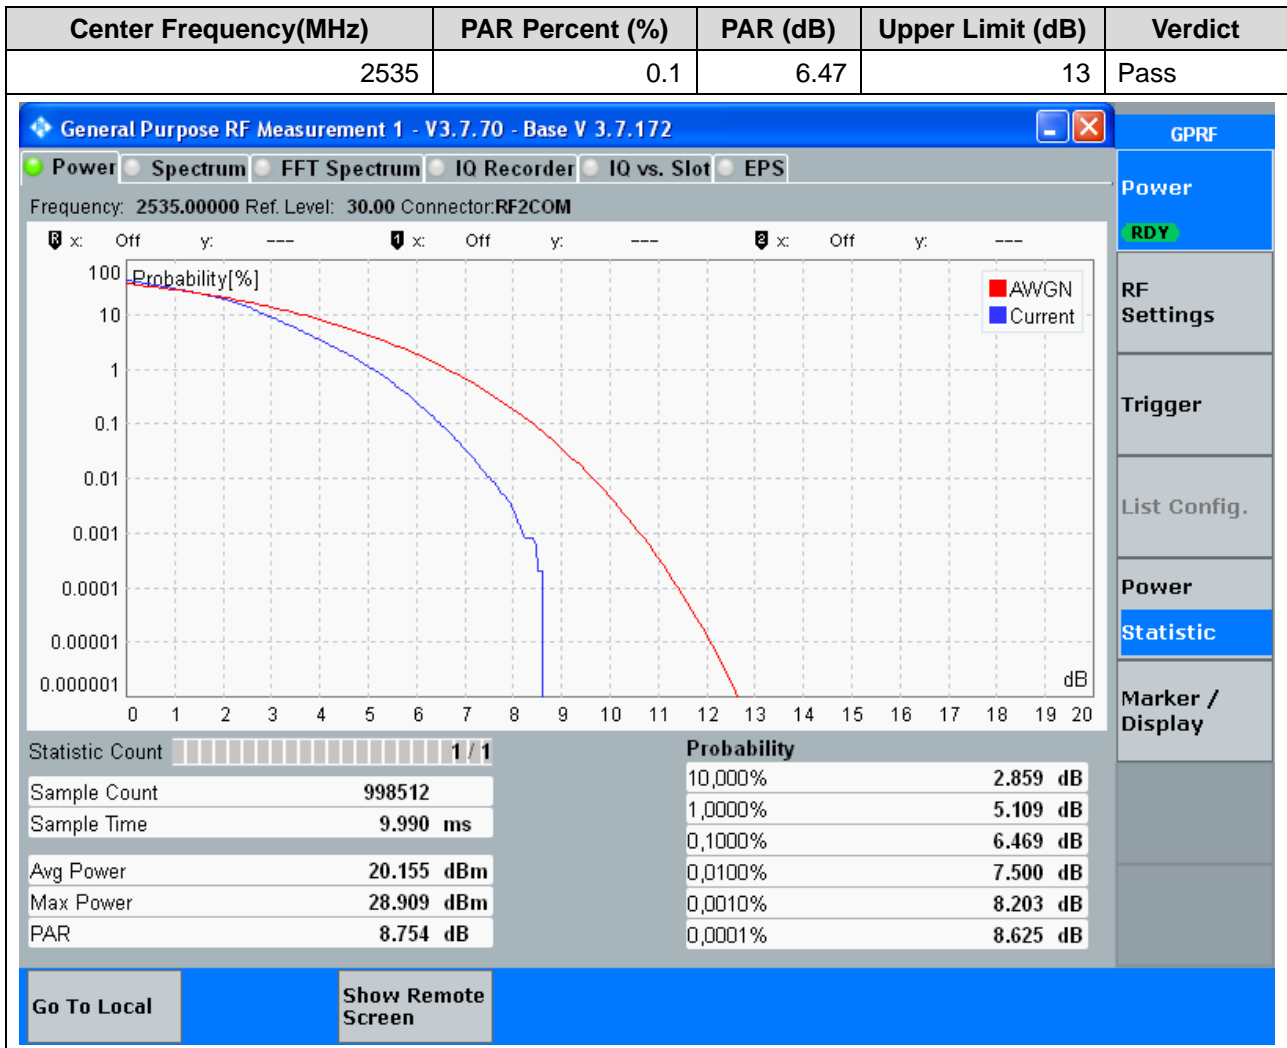 Center Frequency(MHz) PAR Percent (%) PAR (dB) Upper Limit (dB) Verdict
2535 0.1 6.47 13 Pass
General Purpose RF Measurement 1 - V3.7.70 - Base V 3.7.172
GPRF
Power Spectrum FFT Spectrum IQ Recorder IQ vs. Slot EPS
Power
RDY
Frequency: 2535.00000 Ref. Level: 30.00 Connector:RF2COM
R x: Off y: --- 1 x: Off y: --- 2 x: Off y: ---
Probability[%]
100
10
1
0.1
0.01
0.001
0.0001
0.00001
0.000001
AWGN
Current
dB
0 1 2 3 4 5 6 7 8 9 10 11 12 13 14 15 16 17 18 19 20
RF
Settings
Trigger
List Config.
Power
Statistic
Marker /
Display
Statistic Count 1 / 1
Sample Count 998512
Sample Time 9.990 ms
Avg Power 20.155 dBm
Max Power 28.909 dBm
PAR 8.754 dB
Probability
10,000% 2.859 dB
1,0000% 5.109 dB
0,1000% 6.469 dB
0,0100% 7.500 dB
0,0010% 8.203 dB
0,0001% 8.625 dB
Go To Local
Show Remote
Screen